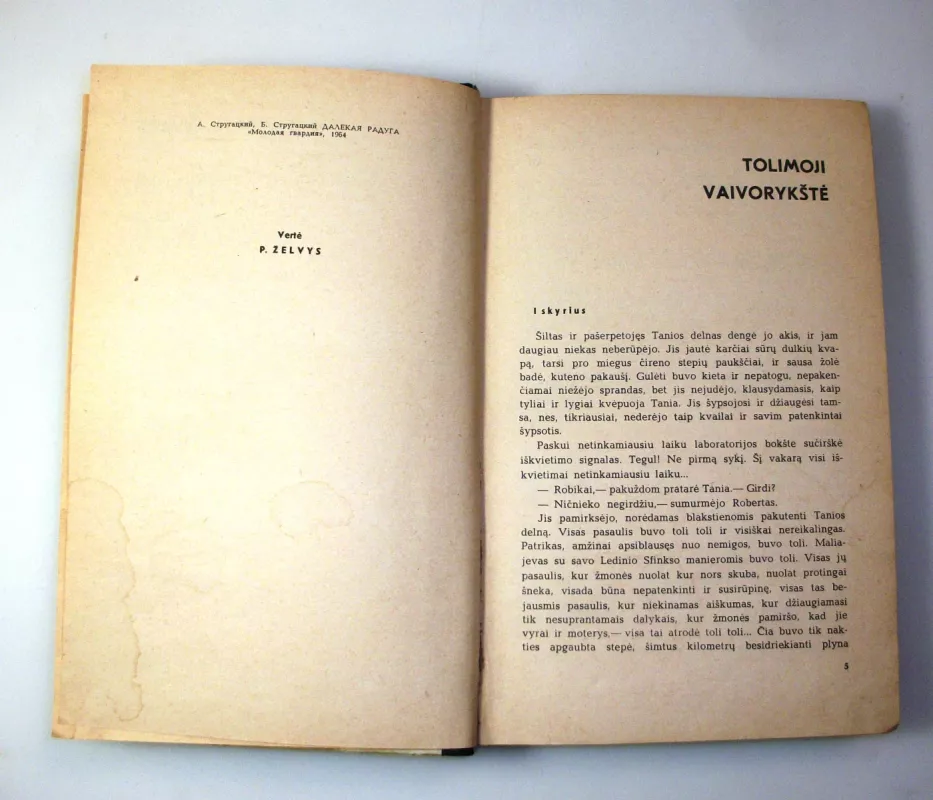 А. Стругацкий, Б. Стругацкий ДАЛЕКАЯ РАДУГА
«Молодая гвардия», 1964
Vertė
P. ŽELVYS
TOLIMOJI
VAIVORYKŠTĖ
I skyrius
Šiltas ir pašerpetojęs Tanios delnas dengė jo akis, ir jam
daugiau niekas neberūpėjo. Jis jautė karčiai sūrų dulkių kva-
pą, tarsi pro miegus čireno stepių paukščiai, ir sausa žolė
badė, kuteno pakaušį. Gulėti buvo kieta ir nepatogu, nepaken-
čiamai niežėjo sprandas, bet jis nejudėjo, klausydamasis, kaip
tyliai ir lygiai kvėpuoja Tania. Jis šypsojosi ir džiaugėsi tam-
sa, nes, tikriausiai, nederėjo taip kvailai ir savim patenkintai
šypsotis.
Paskui netinkamiausiu laiku laboratorijos bokšte sučirškė
iškvietimo signalas. Tegul! Ne pirmą sykį. Šį vakarą visi iš-
kvietimai netinkamiausiu laiku...
— Robikai,— pakuždom pratarė Tania.— Girdi?
— Ničnieko negirdžiu,— sumurmėjo Robertas.
Jis pamirksėjo, norėdamas blakstienomis pakutenti Tanios
delną. Visas pasaulis buvo toli toli ir visiškai nereikalingas.
Patrikas, amžinai apsiblausęs nuo nemigos, buvo toli. Malia-
jevas su savo Ledinio Sfinkso manieromis buvo toli. Visas jų
pasaulis, kur žmonės nuolat kur nors skuba, nuolat protingai
šneka, visada būna nepatenkinti ir susirūpinę, visas tas be-
jausmis pasaulis, kur niekinamas aiškumas, kur džiaugiamasi
tik nesuprantamais dalykais, kur žmonės pamiršo, kad jie
vyrai ir moterys,— visa tai atrodė toli toli... Čia buvo tik nak-
ties apgaubta stepė, šimtus kilometrų besidriekianti plyna
5